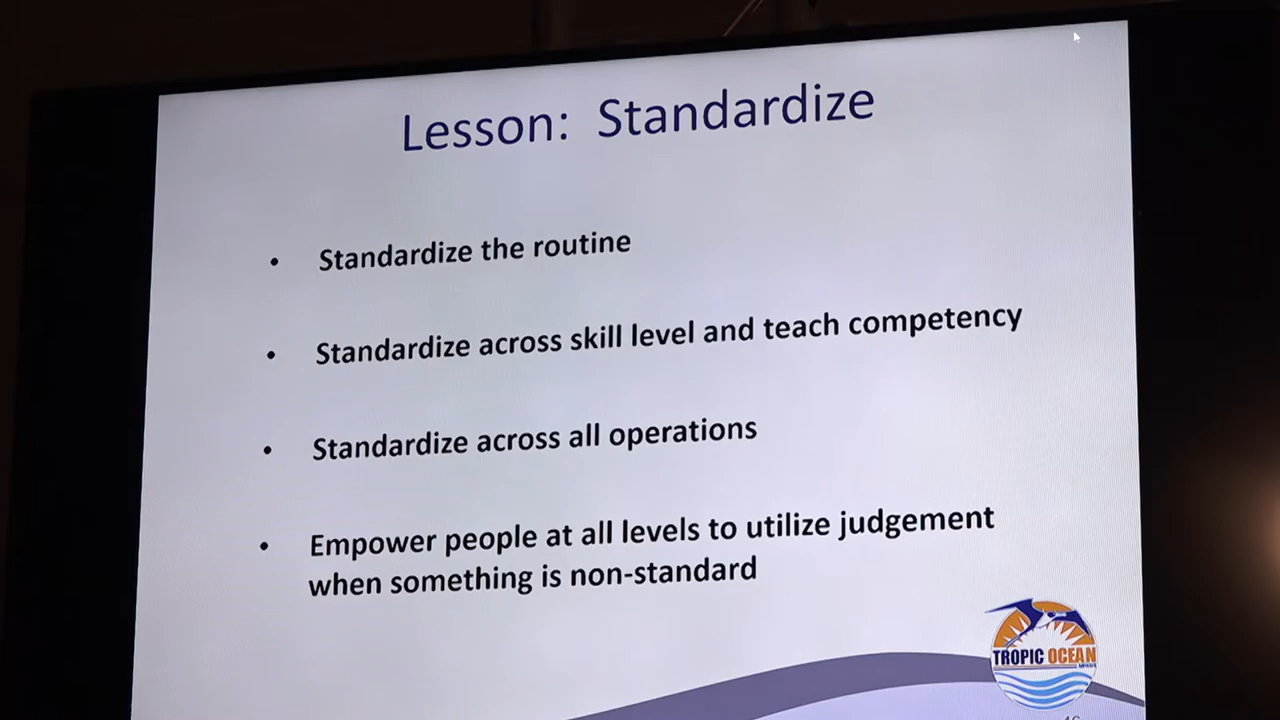 Lesson: Standardize
• Standardize the routine
• Standardize across skill level and teach competency
• Standardize across all operations
• Empower people at all levels to utilize judgement
when something is non-standard
TROPIC OCEAN